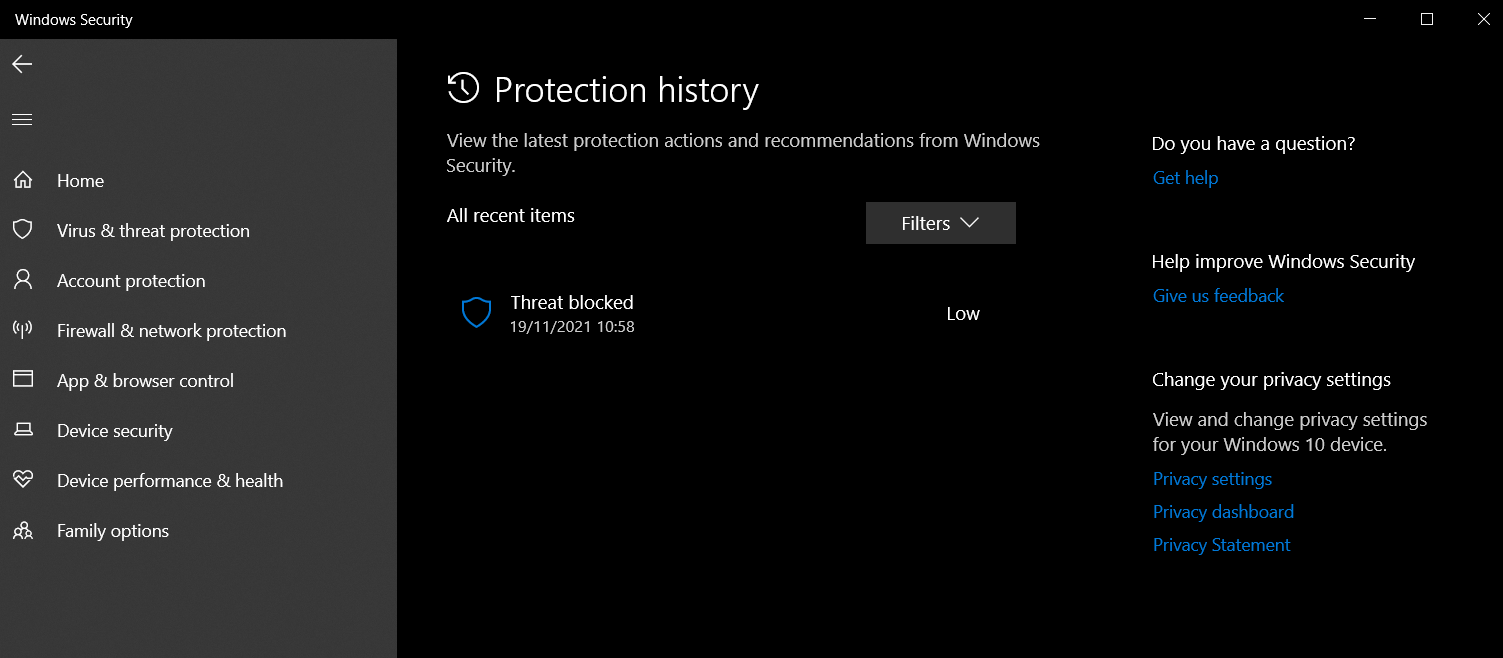 Windows Security
Home
Virus & threat protection
Account protection
Firewall & network protection
App & browser control
Device security
Device performance & health
Family options
Protection history
View the latest protection actions and recommendations from Windows
Security.
All recent items
Filters
Threat blocked
19/11/2021 10:58
Low
Do you have a question?
Get help
Help improve Windows Security
Give us feedback
Change your privacy settings
View and change privacy settings
for your Windows 10 device.
Privacy settings
Privacy dashboard
Privacy Statement